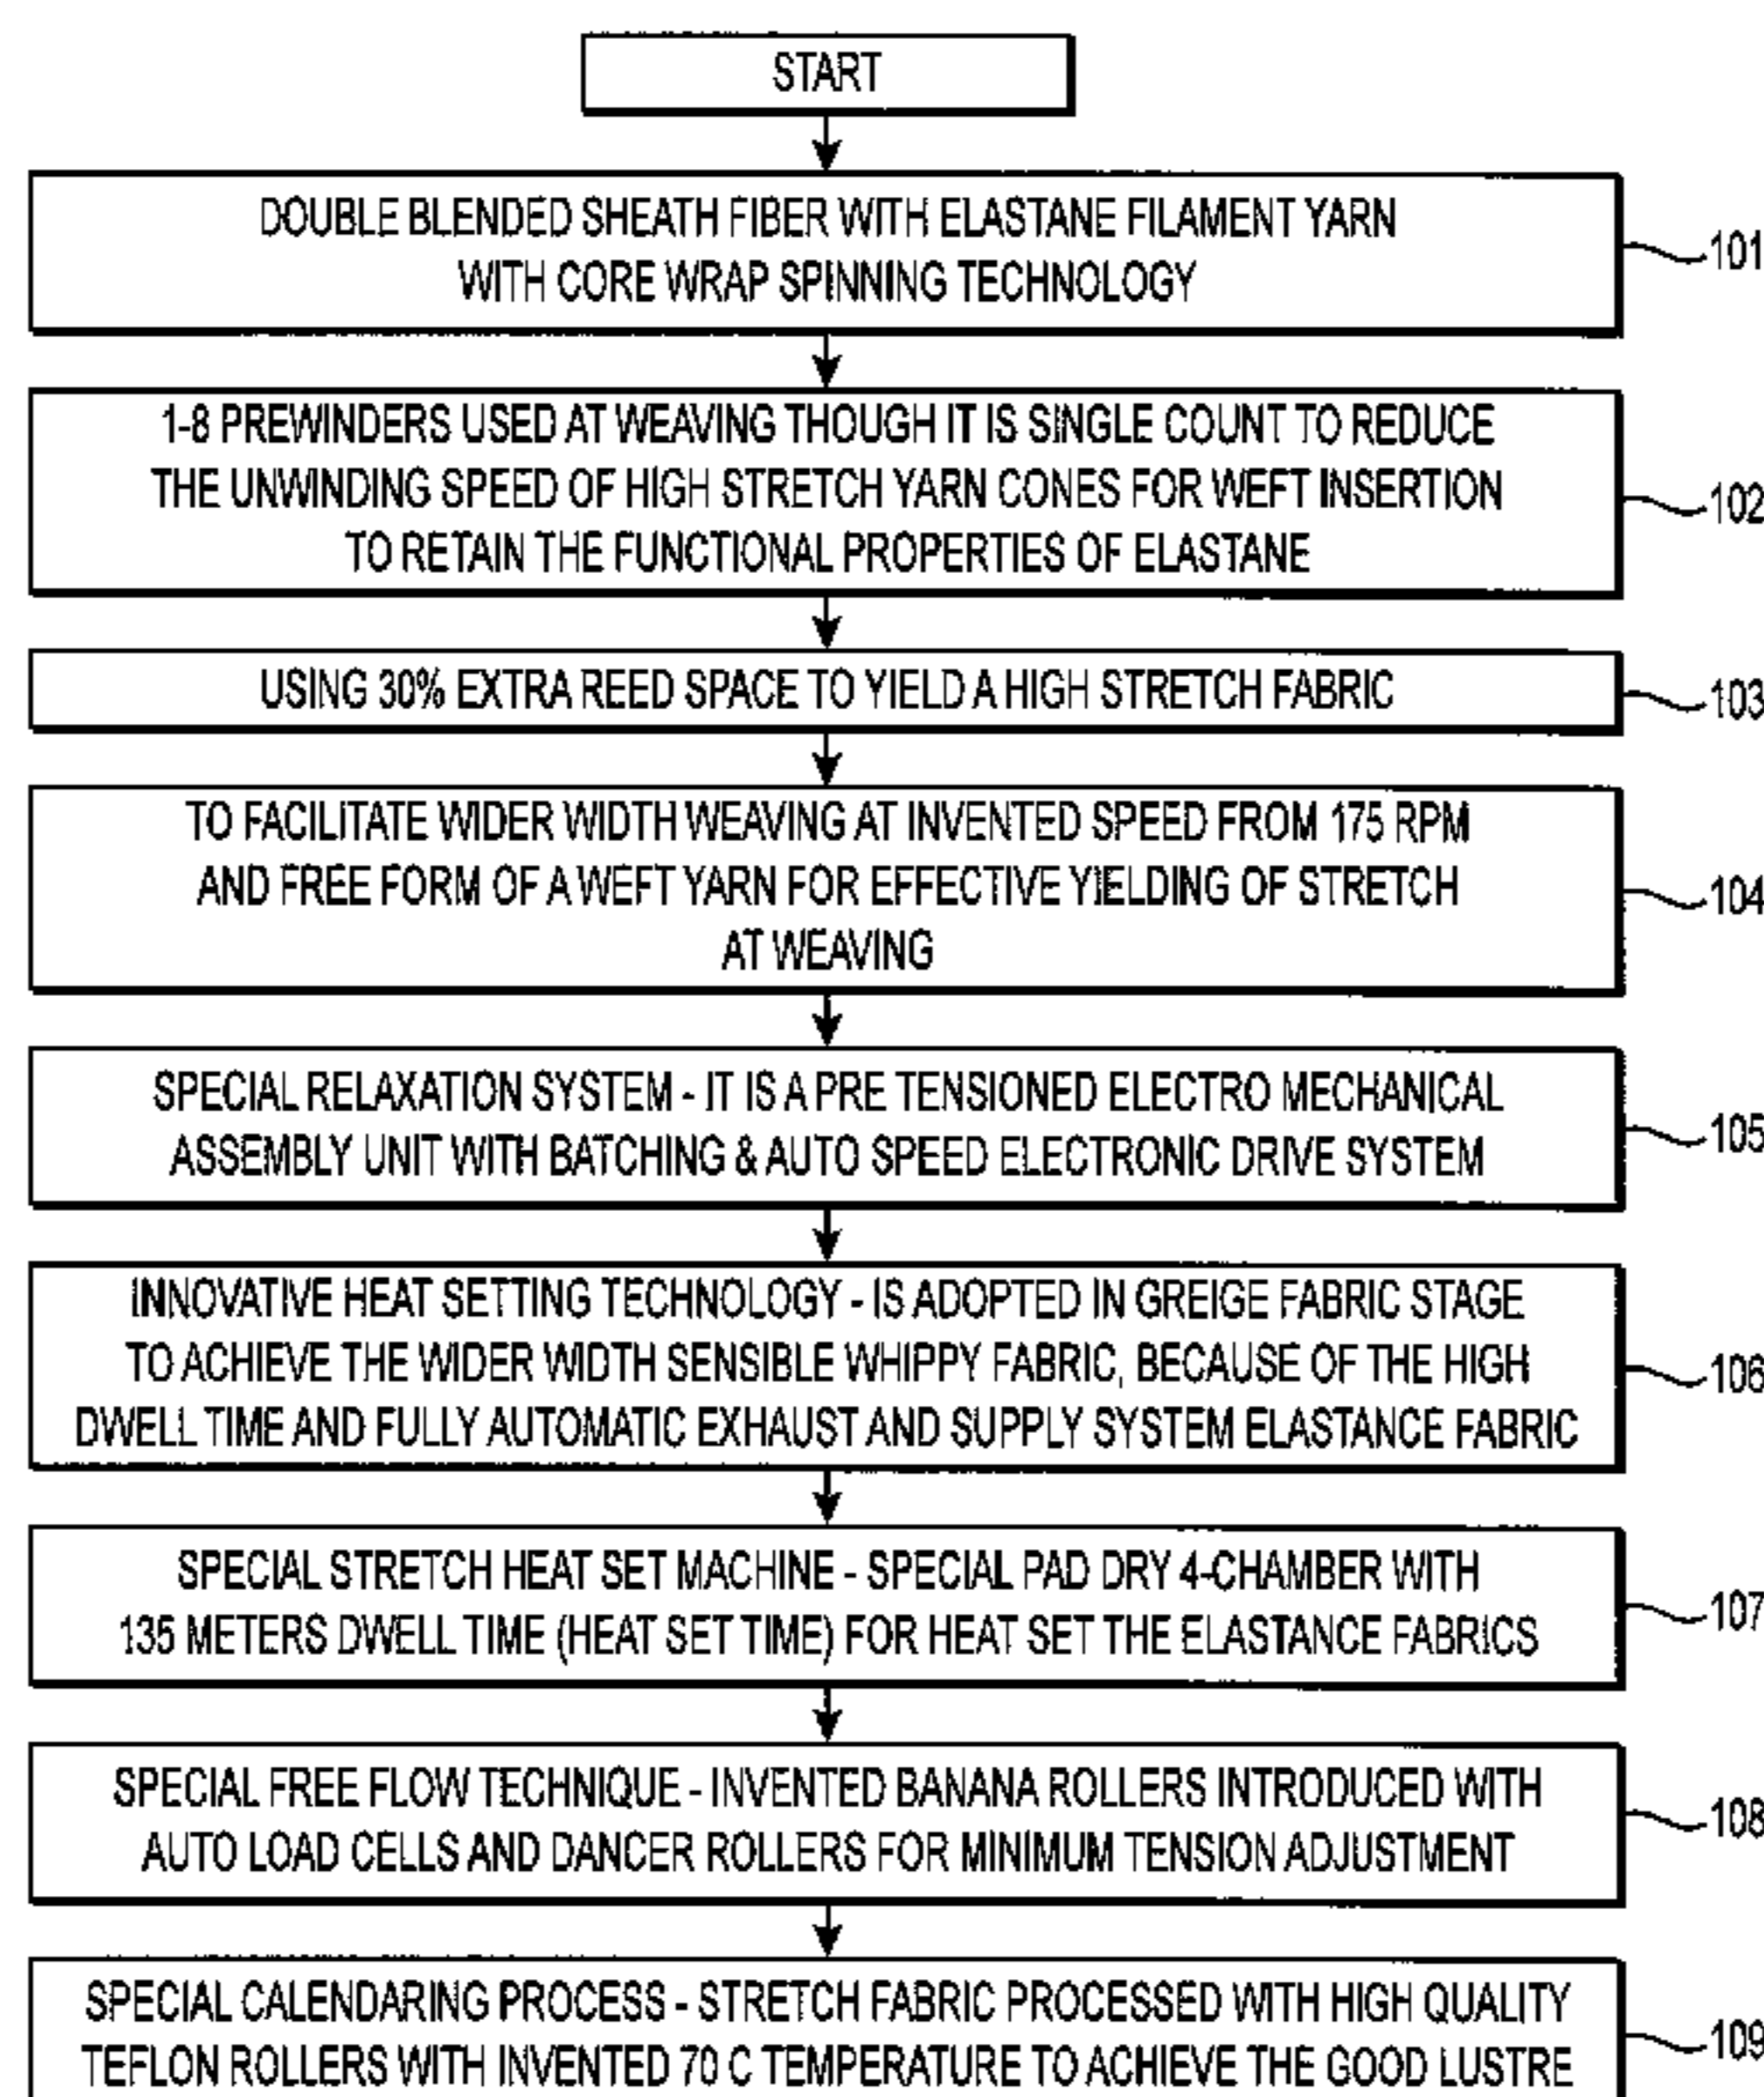 START
DOUBLE BLENDED SHEATH FIBER WITH ELASTANE FILAMENT YARN
WITH CORE WRAP SPINNING TECHNOLOGY
101
1-8 PREWINDERS USED AT WEAVING THOUGH IT IS SINGLE COUNT TO REDUCE
THE UNWINDING SPEED OF HIGH STRETCH YARN CONES FOR WEFT INSERTION
TO RETAIN THE FUNCTIONAL PROPERTIES OF ELASTANE
102
USING 30% EXTRA REED SPACE TO YIELD A HIGH STRETCH FABRIC
103
TO FACILITATE WIDER WIDTH WEAVING AT INVENTED SPEED FROM 175 RPM
AND FREE FORM OF A WEFT YARN FOR EFFECTIVE YIELDING OF STRETCH
AT WEAVING
104
SPECIAL RELAXATION SYSTEM - IT IS A PRE TENSIONED ELECTRO MECHANICAL
ASSEMBLY UNIT WITH BATCHING & AUTO SPEED ELECTRONIC DRIVE SYSTEM
105
INNOVATIVE HEAT SETTING TECHNOLOGY - IS ADOPTED IN GREIGE FABRIC STAGE
TO ACHIEVE THE WIDER WIDTH SENSIBLE WHIPPY FABRIC, BECAUSE OF THE HIGH
DWELL TIME AND FULLY AUTOMATIC EXHAUST AND SUPPLY SYSTEM ELASTANCE FABRIC
106
SPECIAL STRETCH HEAT SET MACHINE - SPECIAL PAD DRY 4-CHAMBER WITH
135 METERS DWELL TIME (HEAT SET TIME) FOR HEAT SET THE ELASTANCE FABRICS
107
SPECIAL FREE FLOW TECHNIQUE - INVENTED BANANA ROLLERS INTRODUCED WITH
AUTO LOAD CELLS AND DANCER ROLLERS FOR MINIMUM TENSION ADJUSTMENT
108
SPECIAL CALENDARING PROCESS - STRETCH FABRIC PROCESSED WITH HIGH QUALITY
TEFLON ROLLERS WITH INVENTED 70 C TEMPERATURE TO ACHIEVE THE GOOD LUSTRE
109